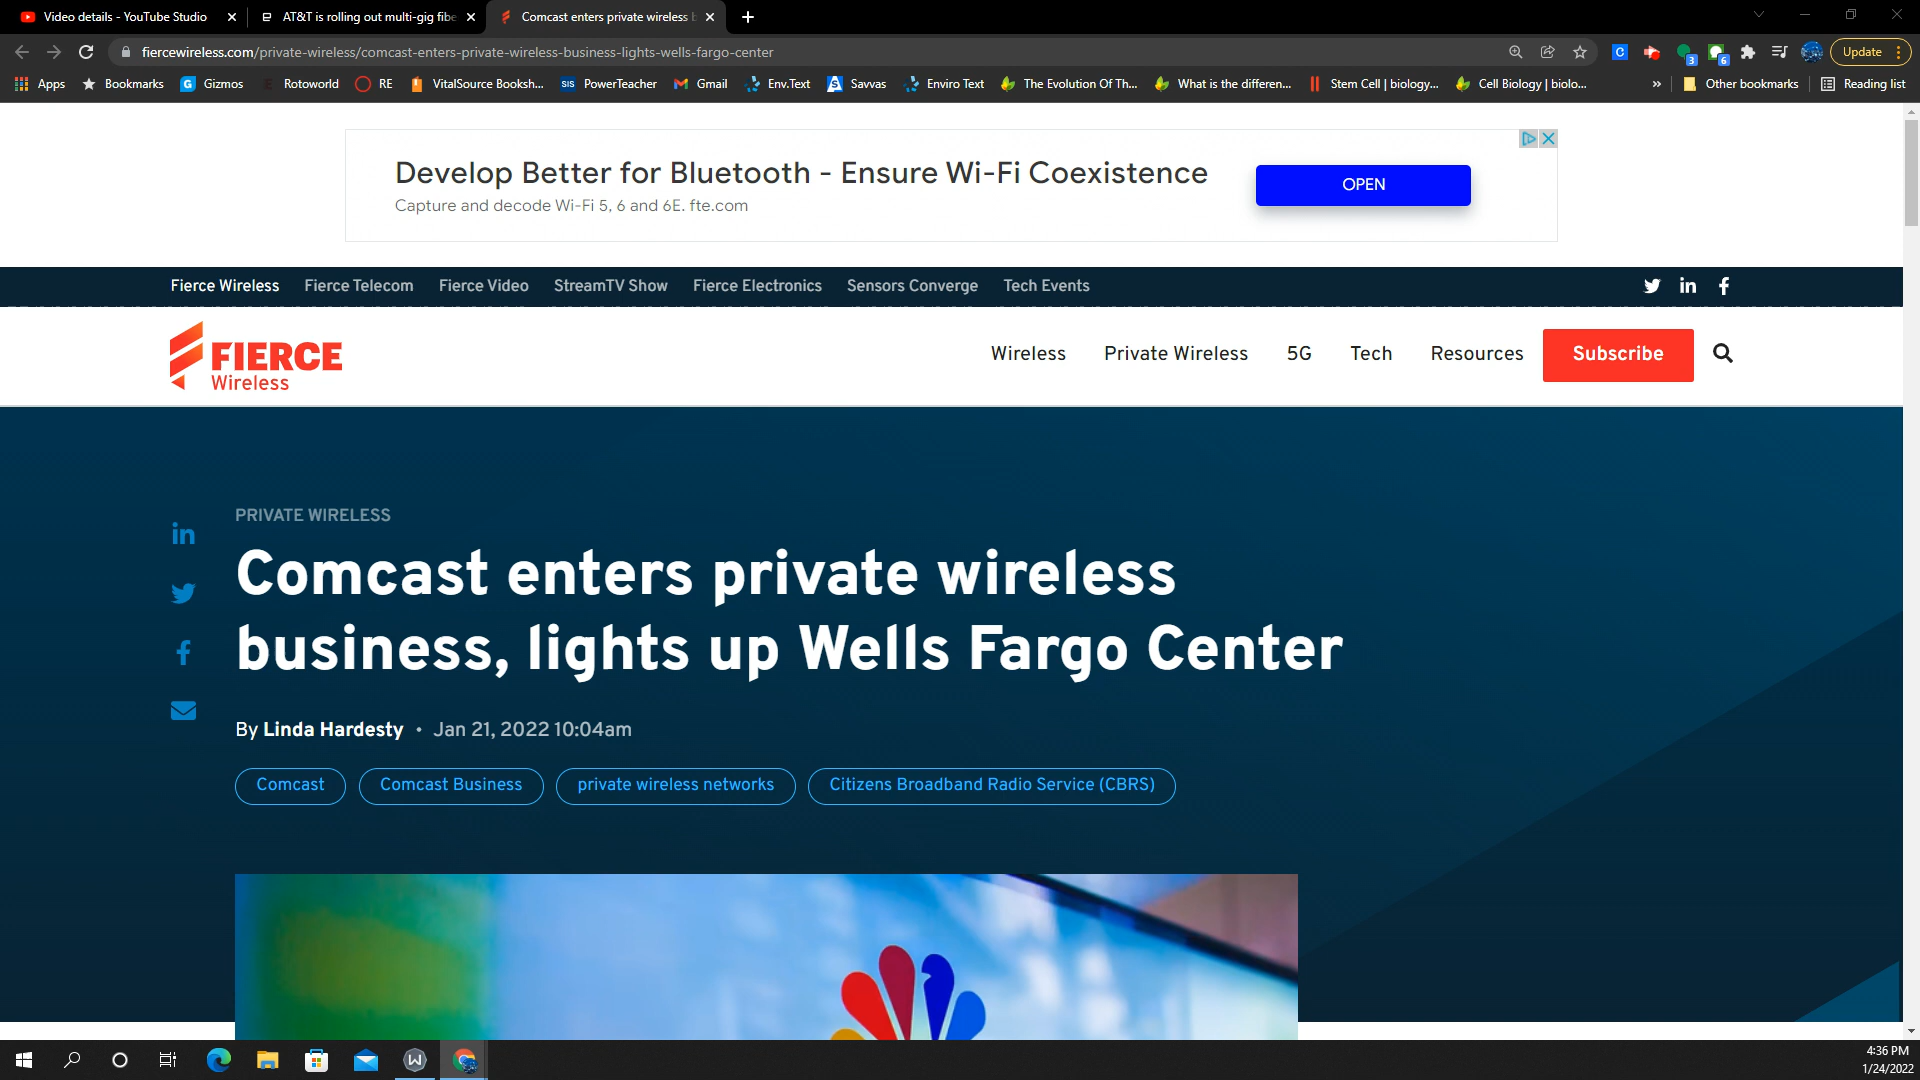 Video details - YouTube Studio
AT&T is rolling out multi-gig fibe
Comcast enters private wireless b
fiercewireless.com/private-wireless/comcast-enters-private-wireless-business-lights-wells-fargo-center
3
6
Update
Apps
Bookmarks
G Gizmos
Rotoworld
RE
VitalSource Booksh...
SIS PowerTeacher
Gmail
Env.Text
S Savvas
Enviro Text
The Evolution Of Th...
What is the differen...
Stem Cell | biology...
Cell Biology | biolo...
»
Other bookmarks
Reading list
Develop Better for Bluetooth - Ensure Wi-Fi Coexistence
Capture and decode Wi-Fi 5, 6 and 6E. fte.com
OPEN
Fierce Wireless
Fierce Telecom
Fierce Video
StreamTV Show
Fierce Electronics
Sensors Converge
Tech Events
FIERCE
Wireless
Wireless
Private Wireless
5G
Tech
Resources
Subscribe
PRIVATE WIRELESS
Comcast enters private wireless
business, lights up Wells Fargo Center
By Linda Hardesty • Jan 21, 2022 10:04am
Comcast
Comcast Business
private wireless networks
Citizens Broadband Radio Service (CBRS)
4:36 PM
1/24/2022